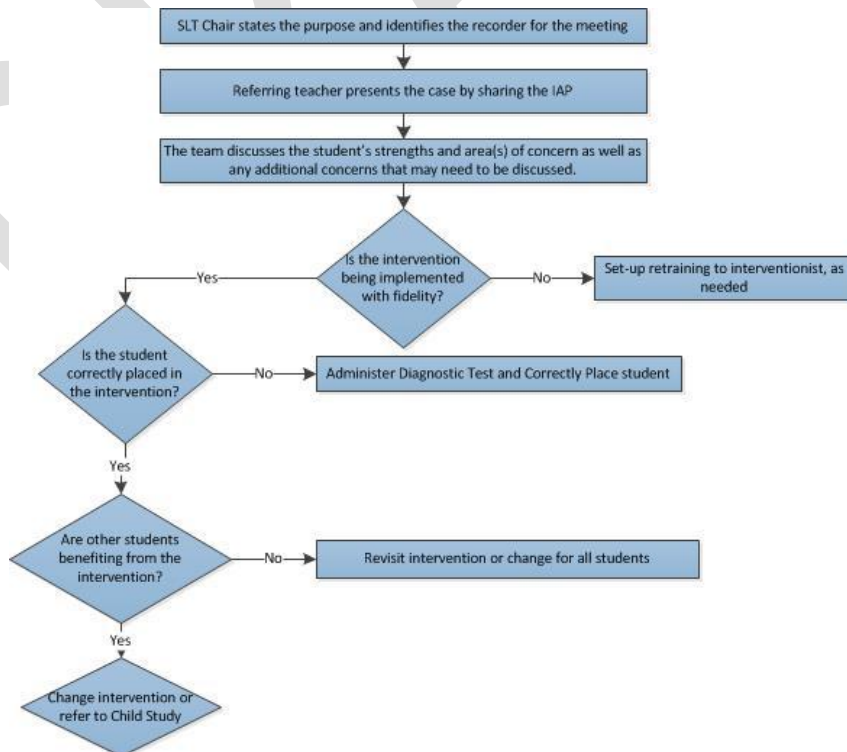 SLT Chair states the purpose and identifies the recorder for the meeting
Referring teacher presents the case by sharing the IAP
The team discusses the student's strengths and area(s) of concern as well as
any additional concerns that may need to be discussed.
Is the intervention
being implemented
with fidelity?
Yes
No
Set-up retraining to interventionist, as
needed
Is the student
correctly placed in
the intervention?
No
Administer Diagnostic Test and Correctly Place student
Yes
Are other students
benefiting from the
intervention?
No
Revisit intervention or change for all students
Yes
Change intervention or
refer to Child Study